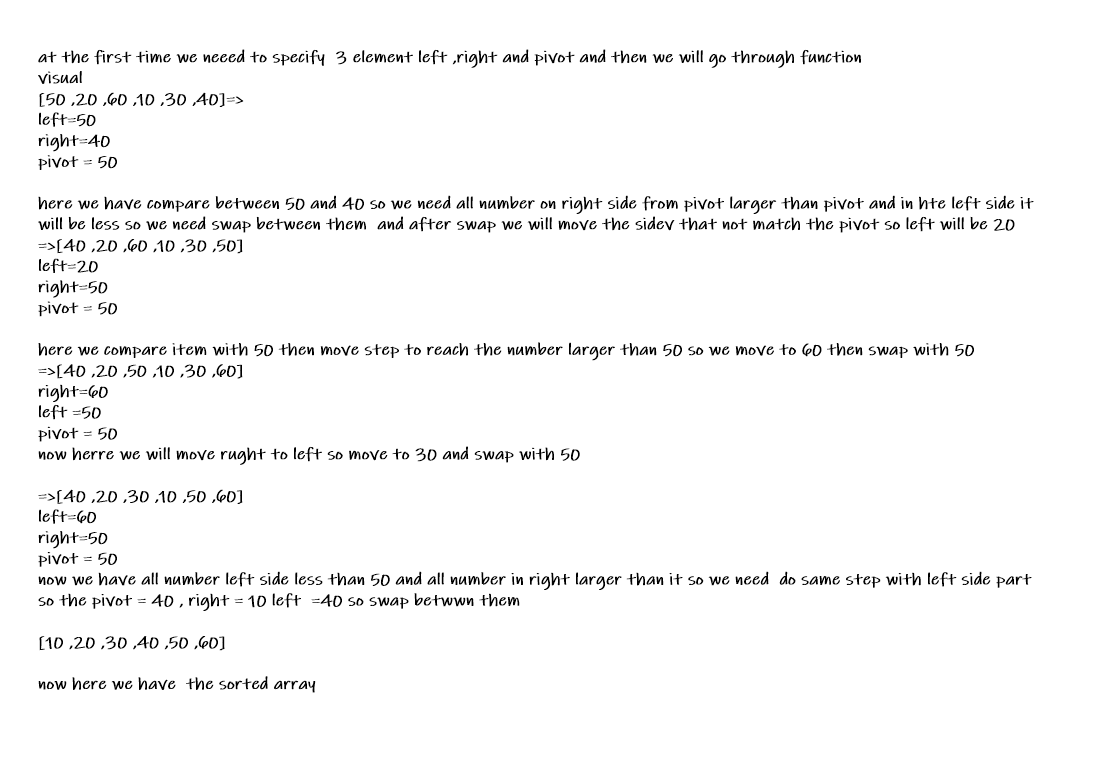 at the first time we neeed to specify 3 element left ,right and pivot and then we will go through function
visual
[50 ,20 ,60 ,10 ,30 ,40]=>
left=50
right=40
pivot = 50
here we have compare between 50 and 40 so we need all number on right side from pivot larger than pivot and in hte left side it
will be less so we need swap between them and after swap we will move the sidev that not match the pivot so left will be 20
=>[40 ,20 ,60 ,10 ,30 ,50]
left=20
right=50
pivot = 50
here we compare item with 50 then move step to reach the number larger than 50 so we move to 60 then swap with 50
=>[40 ,20 ,50 ,10 ,30 ,60]
right=60
left =50
pivot = 50
now herre we will move rught to left so move to 30 and swap with 50
=>[40 ,20 ,30 ,10 ,50 ,60]
left=60
right=50
pivot = 50
now we have all number left side less than 50 and all number in right larger than it so we need do same step with left side part
so the pivot = 40 , right = 10 left =40 so swap betwwn them
[10 ,20 ,30 ,40 ,50 ,60]
now here we have the sorted array